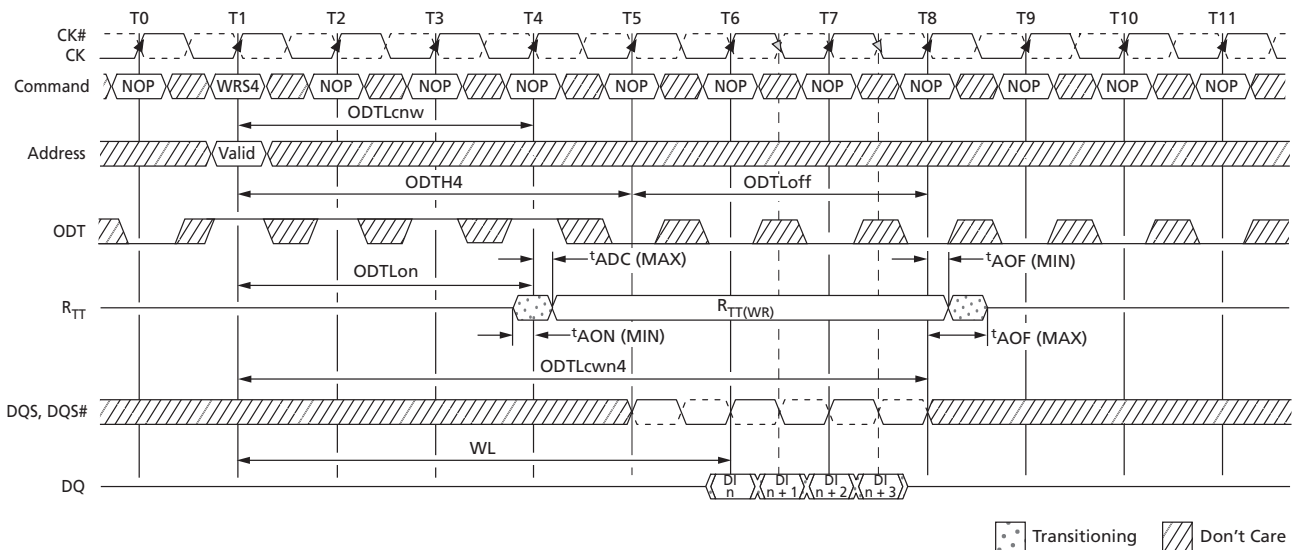 T0 T1 T2 T3 T4 T5 T6 T7 T8 T9 T10 T11
CK#
CK
Command NOP WRS4 NOP NOP NOP NOP NOP NOP NOP NOP NOP NOP
ODTLcnw
Address Valid
ODTH4 ODTLoff
ODT
tADC (MAX) tAOF (MIN)
ODTLon
RTT RTT(WR)
tAON (MIN) tAOF (MAX)
ODTLcwn4
DQS, DQS#
WL
DQ DI n DI n + 1 DI n + 2 DI n + 3
Transitioning Don't Care